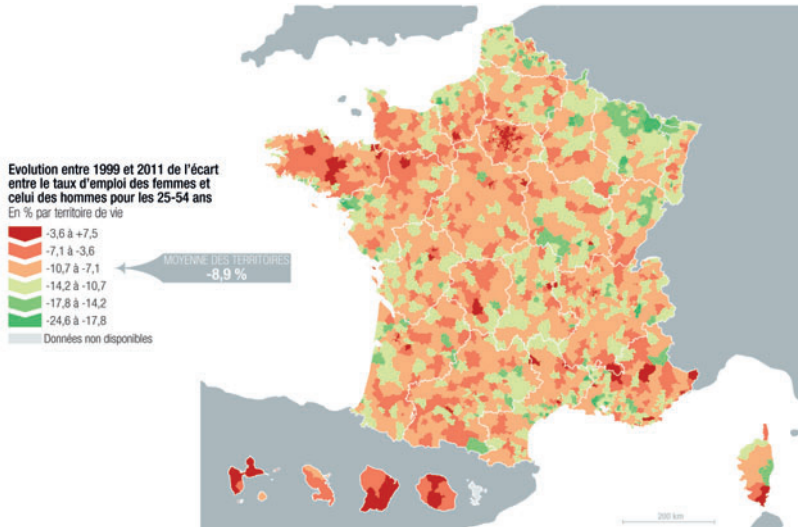 Evolution entre 1999 et 2011 de l'écart
entre le taux d'emploi des femmes et
celui des hommes pour les 25-54 ans
En % par territoire de vie
-3,6 à +7,5
-7,1 à -3,6
-10,7 à -7,1
-14,2 à -10,7
-17,8 à -14,2
-24,6 à -17,8
Données non disponibles
MOYENNE DES TERRITOIRES
-8,9 %
200 km